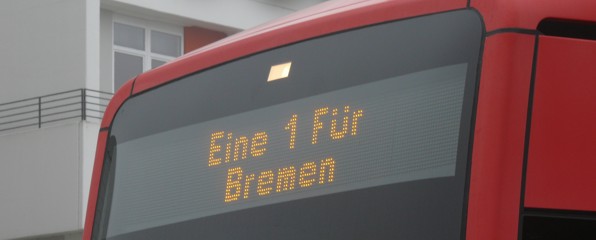 Eine 1 Für
Bremen